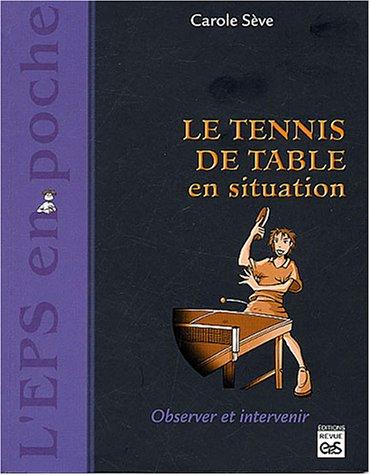 Carole Sève
LE TENNIS
DE TABLE
en situation
L'EPS en poche
Observer et intervenir
ÉDITIONS
REVUE
EPS